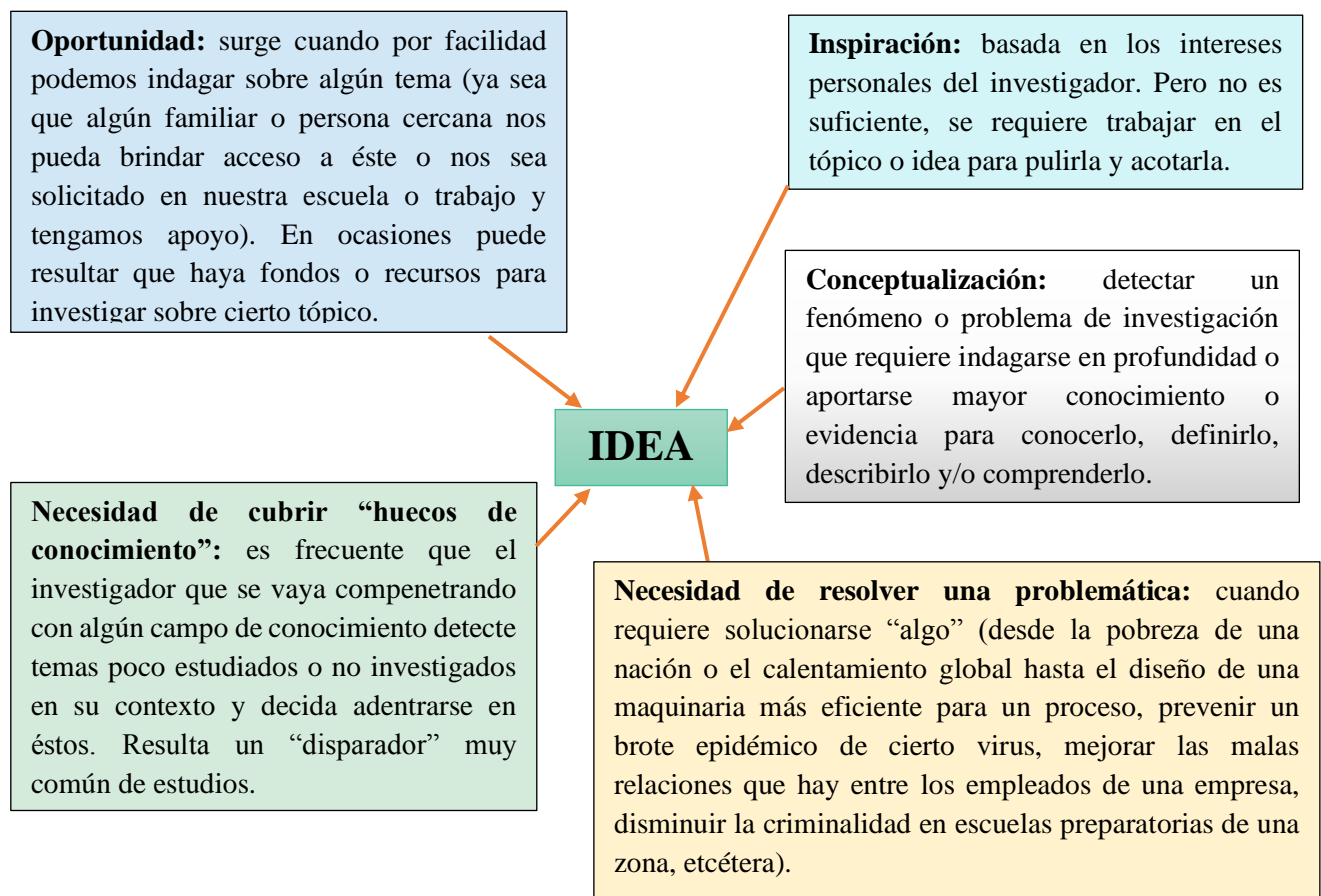 Oportunidad: surge cuando por facilidad
podemos indagar sobre algún tema (ya sea
que algún familiar o persona cercana nos
pueda brindar acceso a éste o nos sea
solicitado en nuestra escuela o trabajo y
tengamos apoyo). En ocasiones puede
resultar que haya fondos o recursos para
investigar sobre cierto tópico.
Inspiración: basada en los intereses
personales del investigador. Pero no es
suficiente, se requiere trabajar en el
tópico o idea para pulirla y acotarla.
Conceptualización: detectar un
fenómeno o problema de investigación
que requiere indagarse en profundidad o
aportarse mayor conocimiento o
evidencia para conocerlo, definirlo,
describirlo y/o comprenderlo.
IDEA
Necesidad de cubrir “huecos de
conocimiento”: es frecuente que el
investigador que se vaya compenetrando
con algún campo de conocimiento detecte
temas poco estudiados o no investigados
en su contexto y decida adentrarse en
éstos. Resulta un “disparador” muy
común de estudios.
Necesidad de resolver una problemática: cuando
requiere solucionarse “algo” (desde la pobreza de una
nación o el calentamiento global hasta el diseño de una
maquinaria más eficiente para un proceso, prevenir un
brote epidémico de cierto virus, mejorar las malas
relaciones que hay entre los empleados de una empresa,
disminuir la criminalidad en escuelas preparatorias de una
zona, etcétera).